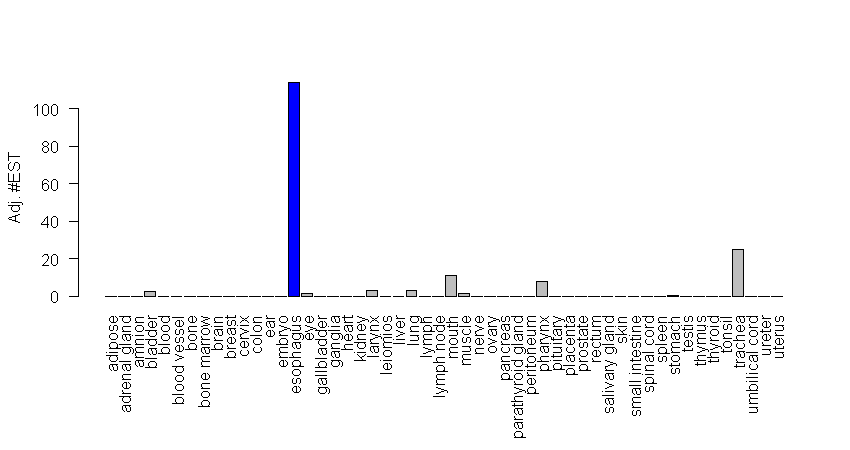 Adj. #EST
100
80
60
40
20
0
adipose
adrenal gland
amnion
bladder
blood
blood vessel
bone
bone marrow
brain
breast
cervix
colon
ear
embryo
esophagus
eye
gallbladder
ganglia
heart
kidney
larynx
leiomios
liver
lung
lymph
lymph node
mouth
muscle
nerve
ovary
pancreas
parathyroid gland
peritoneum
pharynx
pituitary
placenta
prostate
rectum
salivary gland
skin
small intestine
spinal cord
spleen
stomach
testis
thymus
thyroid
tonsil
trachea
umbilical cord
ureter
uterus